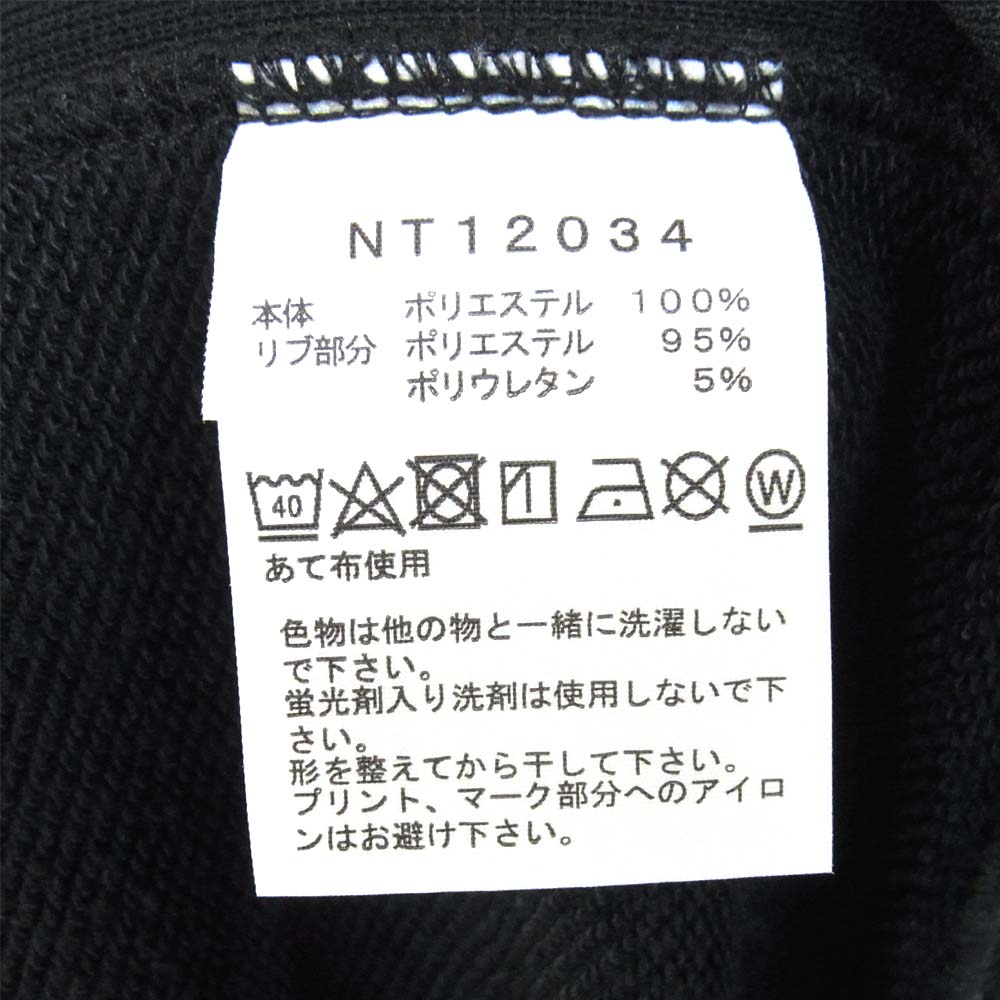 NT12034
本体 ポリエステル 100%
リブ部分 ポリエステル 95%
ポリウレタン 5%
40 W
あて布使用
色物は他の物と一緒に洗濯しない
で下さい。
蛍光剤入り洗剤は使用しないで下
さい。
形を整えてから干して下さい。
プリント、マーク部分へのアイロ
ンはお避け下さい。